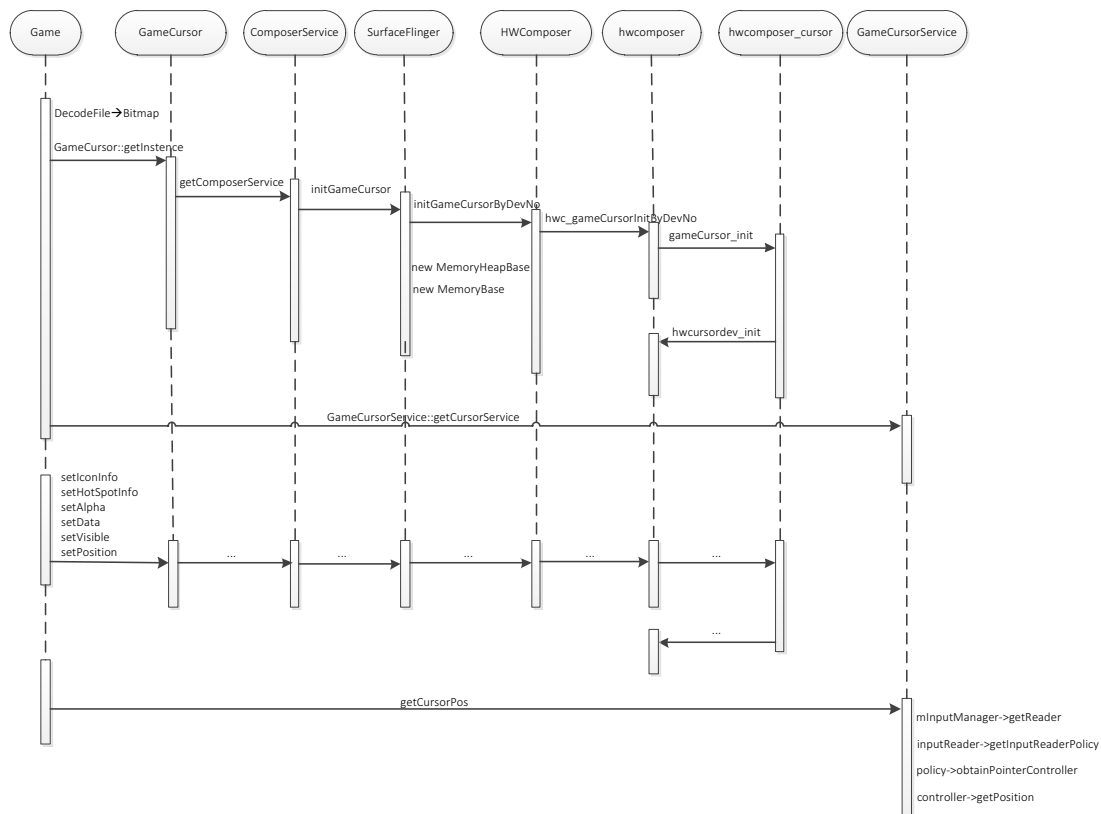 Game
GameCursor
ComposerService
SurfaceFlinger
HWComposer
hwcomposer
hwcomposer_cursor
GameCursorService
DecodeFile→Bitmap
GameCursor::getInstence
getComposerService
initGameCursor
initGameCursorByDevNo
hwc_gameCursorInitByDevNo
gameCursor_init
new MemoryHeapBase
new MemoryBase
hwcursordev_init
GameCursorService::getCursorService
setIconInfo
setHotSpotInfo
setAlpha
setData
setVisible
setPosition
...
...
...
...
...
...
getCursorPos
mInputManager->getReader
inputReader->getInputReaderPolicy
policy->obtainPointerController
controller->getPosition